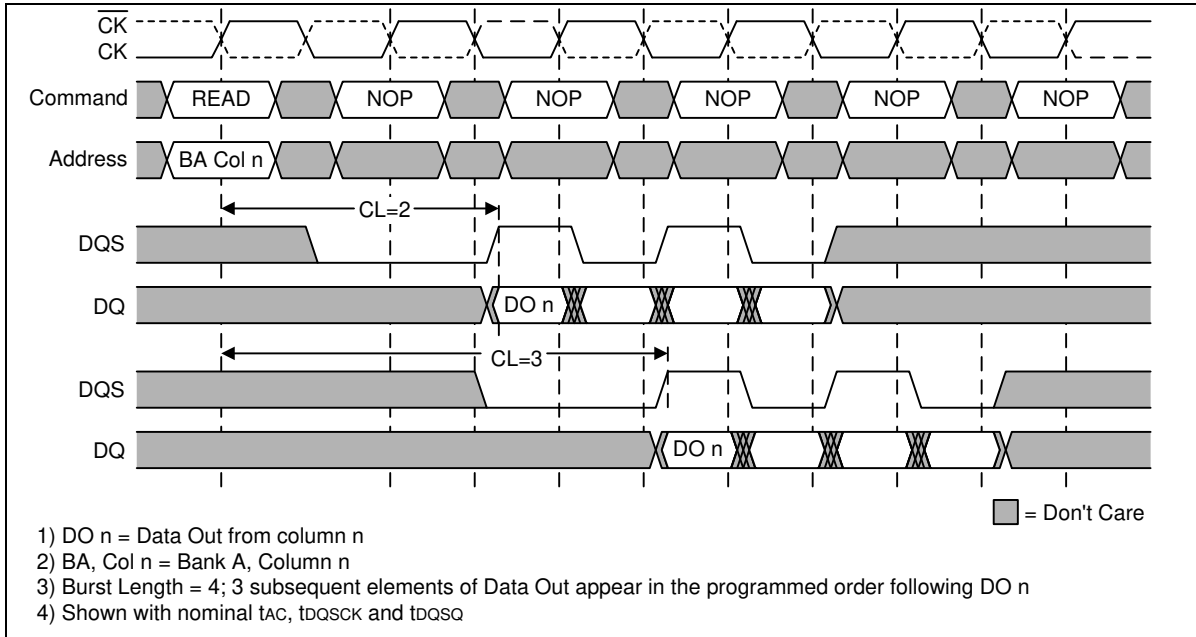 CK
CK
Command READ NOP NOP NOP NOP NOP
Address BA Col n
CL=2
DQS
DQ DO n
CL=3
DQS
DQ DO n
= Don't Care
1) DO n = Data Out from column n
2) BA, Col n = Bank A, Column n
3) Burst Length = 4; 3 subsequent elements of Data Out appear in the programmed order following DO n
4) Shown with nominal tAC, tDQSCK and tDQSQ